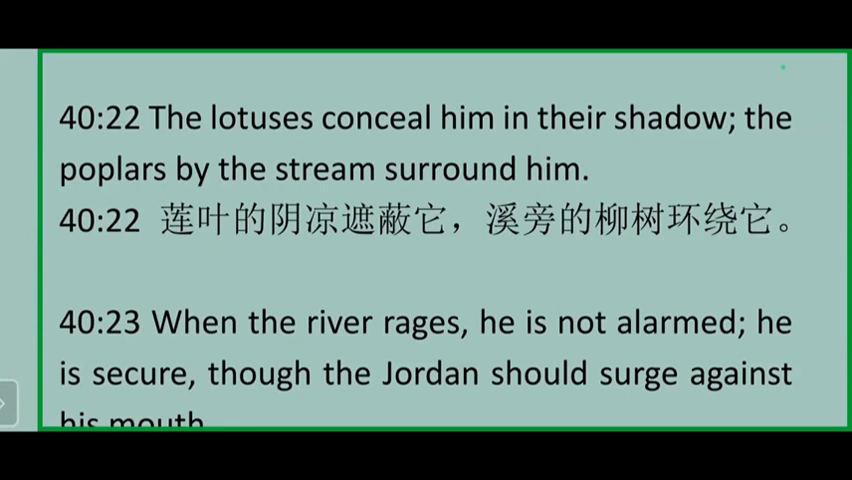 40:22 The lotuses conceal him in their shadow; the
poplars by the stream surround him.
40:22 莲叶的阴凉遮蔽它，溪旁的柳树环绕它。
40:23 When the river rages, he is not alarmed; he
is secure, though the Jordan should surge against
his mouth